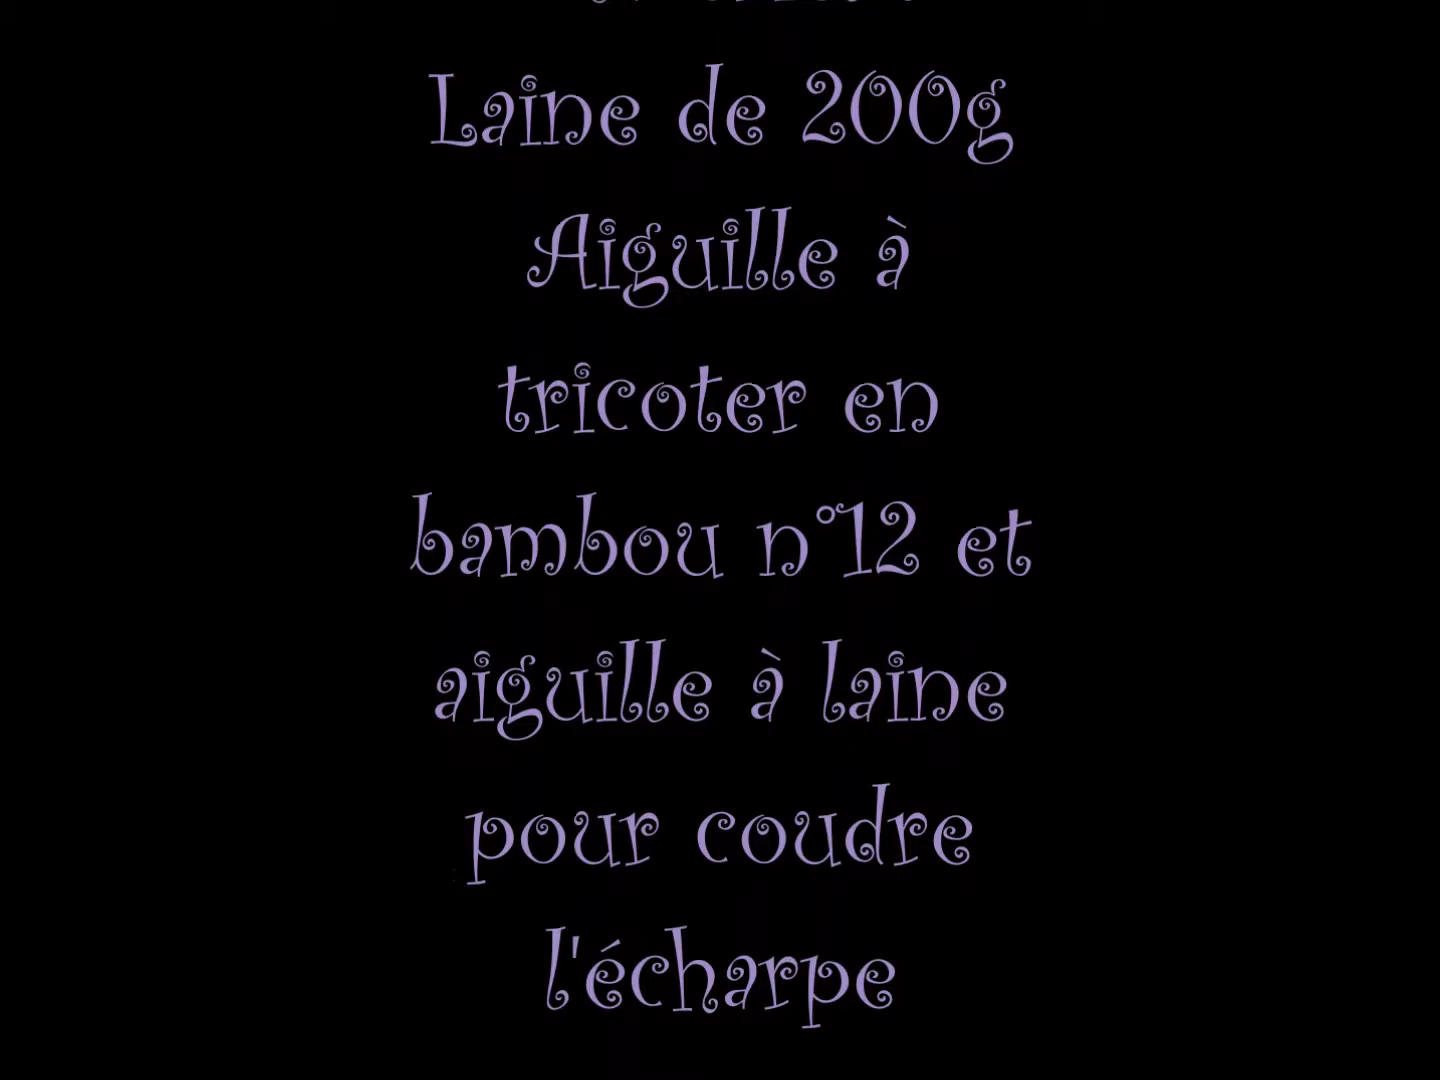 Laine de 200g
Aiguille à
tricoter en
bambou n°12 et
aiguille à laine
pour coudre
l'écharpe